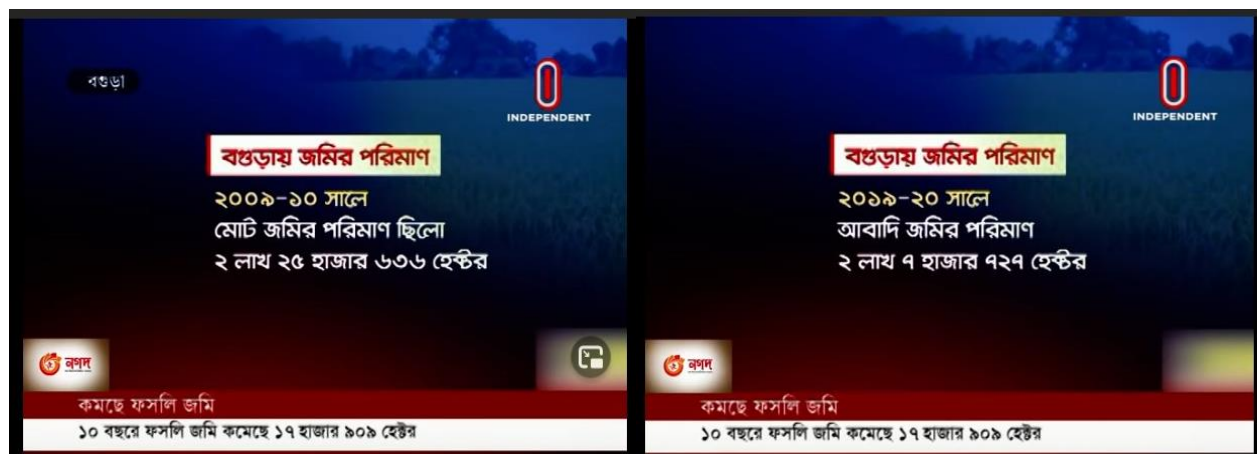 বগুড়া
INDEPENDENT
বগুড়ায় জমির পরিমাণ
২০০৯-১০ সালে
মোট জমির পরিমাণ ছিলো
২ লাখ ২৫ হাজার ৬৩৬ হেক্টর
নগদ
কমছে ফসলি জমি
১০ বছরে ফসলি জমি কমেছে ১৭ হাজার ৯০৯ হেক্টর
INDEPENDENT
বগুড়ায় জমির পরিমাণ
২০১৯-২০ সালে
আবাদি জমির পরিমাণ
২ লাখ ৭ হাজার ৭২৭ হেক্টর
নগদ
কমছে ফসলি জমি
১০ বছরে ফসলি জমি কমেছে ১৭ হাজার ৯০৯ হেক্টর